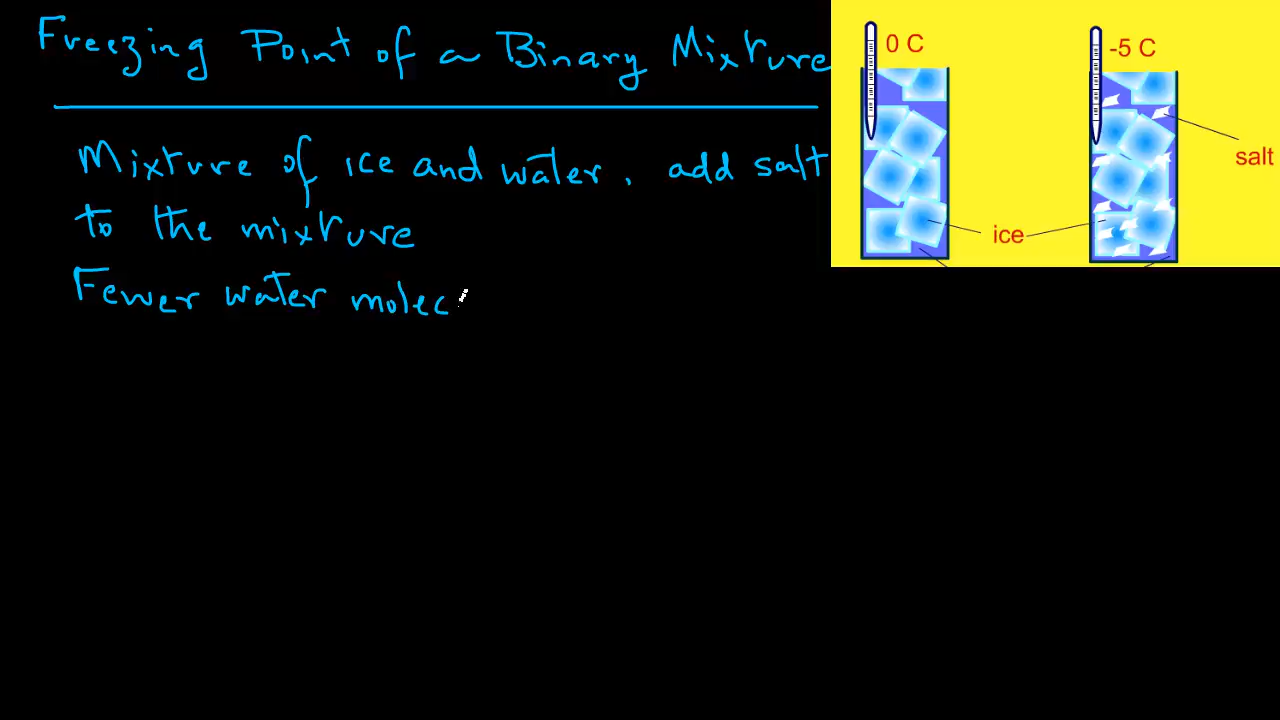 Freezing Point of a Binary Mixture
Mixture of ice and water. add salt
to the mixture
Fewer water molec
0 C
-5 C
salt
ice